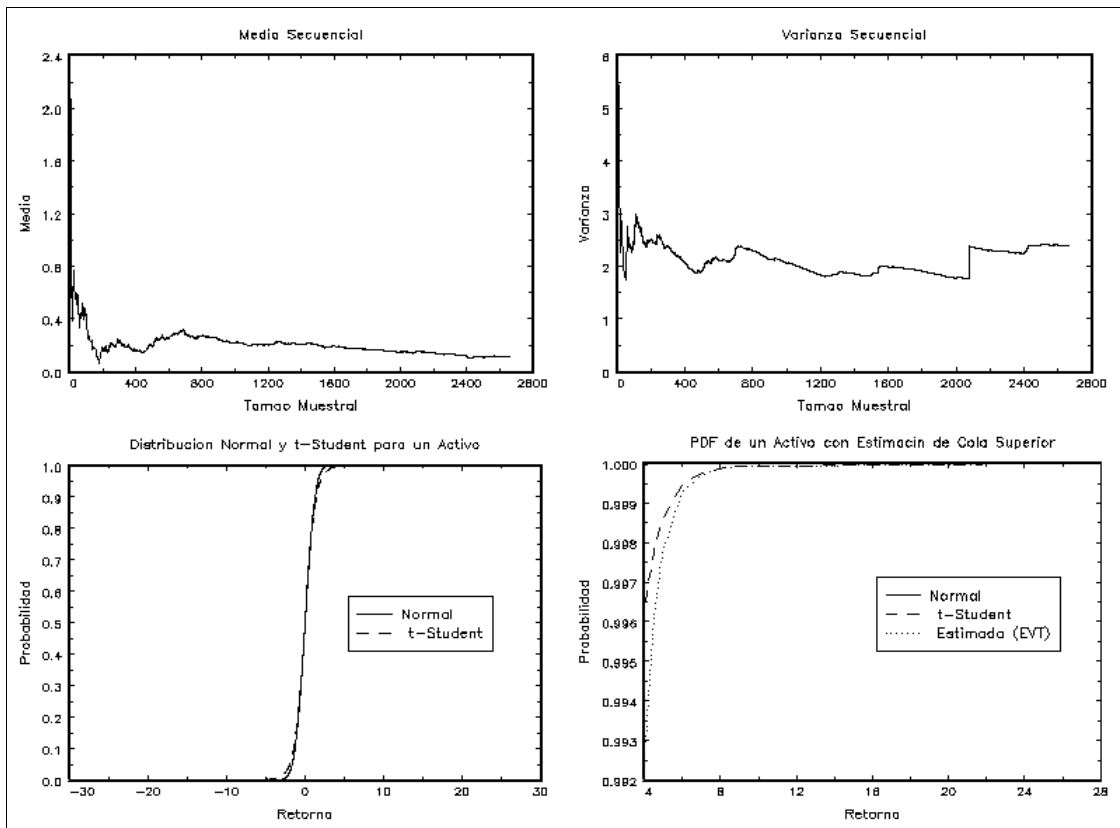 Media Secuencial
2.4
2.0
1.6
1.2
0.8
0.4
0.0
Media
0 400 800 1200 1600 2000 2400 2800
Tamao Muestral
Varianza Secuencial
6
5
4
3
2
1
0
Varianza
0 400 800 1200 1600 2000 2400 2800
Tamao Muestral
Distribucion Normal y t-Student para un Activo
1.0
0.9
0.8
0.7
0.6
0.5
0.4
0.3
0.2
0.1
0.0
Probabilidad
Normal
t-Student
-30 -20 -10 0 10 20 30
Retorno
PDF de un Activo con Estimacin de Cola Superior
1.000
0.999
0.998
0.997
0.996
0.995
0.994
0.993
0.992
Probabilidad
Normal
t-Student
Estimada (EVT)
4 8 12 16 20 24 28
Retorno